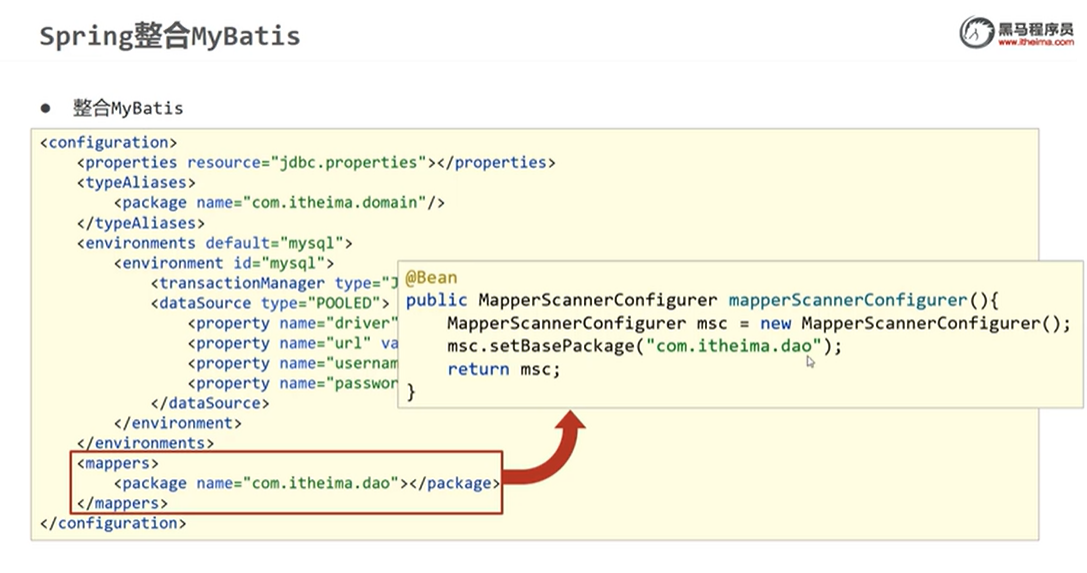 Spring整合MyBatis
黑马程序员
www.itheima.com
● 整合MyBatis
<configuration>
    <properties resource="jdbc.properties"></properties>
    <typeAliases>
        <package name="com.itheima.domain"/>
    </typeAliases>
    <environments default="mysql">
        <environment id="mysql">
            <transactionManager type="J
            <dataSource type="POOLED">
                <property name="driver"
                <property name="url" va
                <property name="usernam
                <property name="passwor
            </dataSource>
        </environment>
    </environments>
    <mappers>
        <package name="com.itheima.dao"></package>
    </mappers>
</configuration>
@Bean
public MapperScannerConfigurer mapperScannerConfigurer(){
    MapperScannerConfigurer msc = new MapperScannerConfigurer();
    msc.setBasePackage("com.itheima.dao");
    return msc;
}